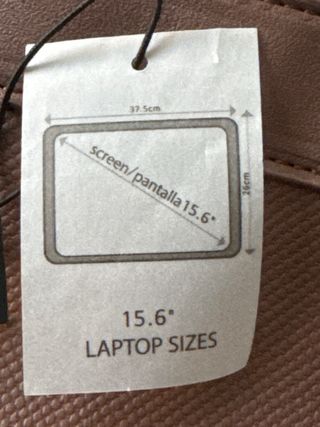 37.5cm
screen/pantalla 15.6"
26cm
15.6"
LAPTOP SIZES